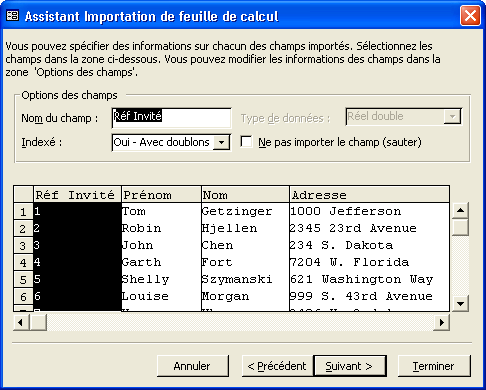 Assistant Importation de feuille de calcul
Vous pouvez spécifier des informations sur chacun des champs importés. Sélectionnez les
champs dans la zone ci-dessous. Vous pouvez modifier les informations des champs dans la
zone 'Options des champs'.
Options des champs
Nom du champ : Réf Invité Type de données : Réel double
Indexé : Oui - Avec doublons Ne pas importer le champ (sauter)
Réf Invité Prénom Nom Adresse
1 1 Tom Getzinger 1000 Jefferson
2 2 Robin Hjellen 2345 23rd Avenue
3 3 John Chen 234 S. Dakota
4 4 Garth Fort 7204 W. Florida
5 5 Shelly Szymanski 621 Washington Way
6 6 Louise Morgan 999 S. 43rd Avenue
Annuler < Précédent Suivant > Terminer